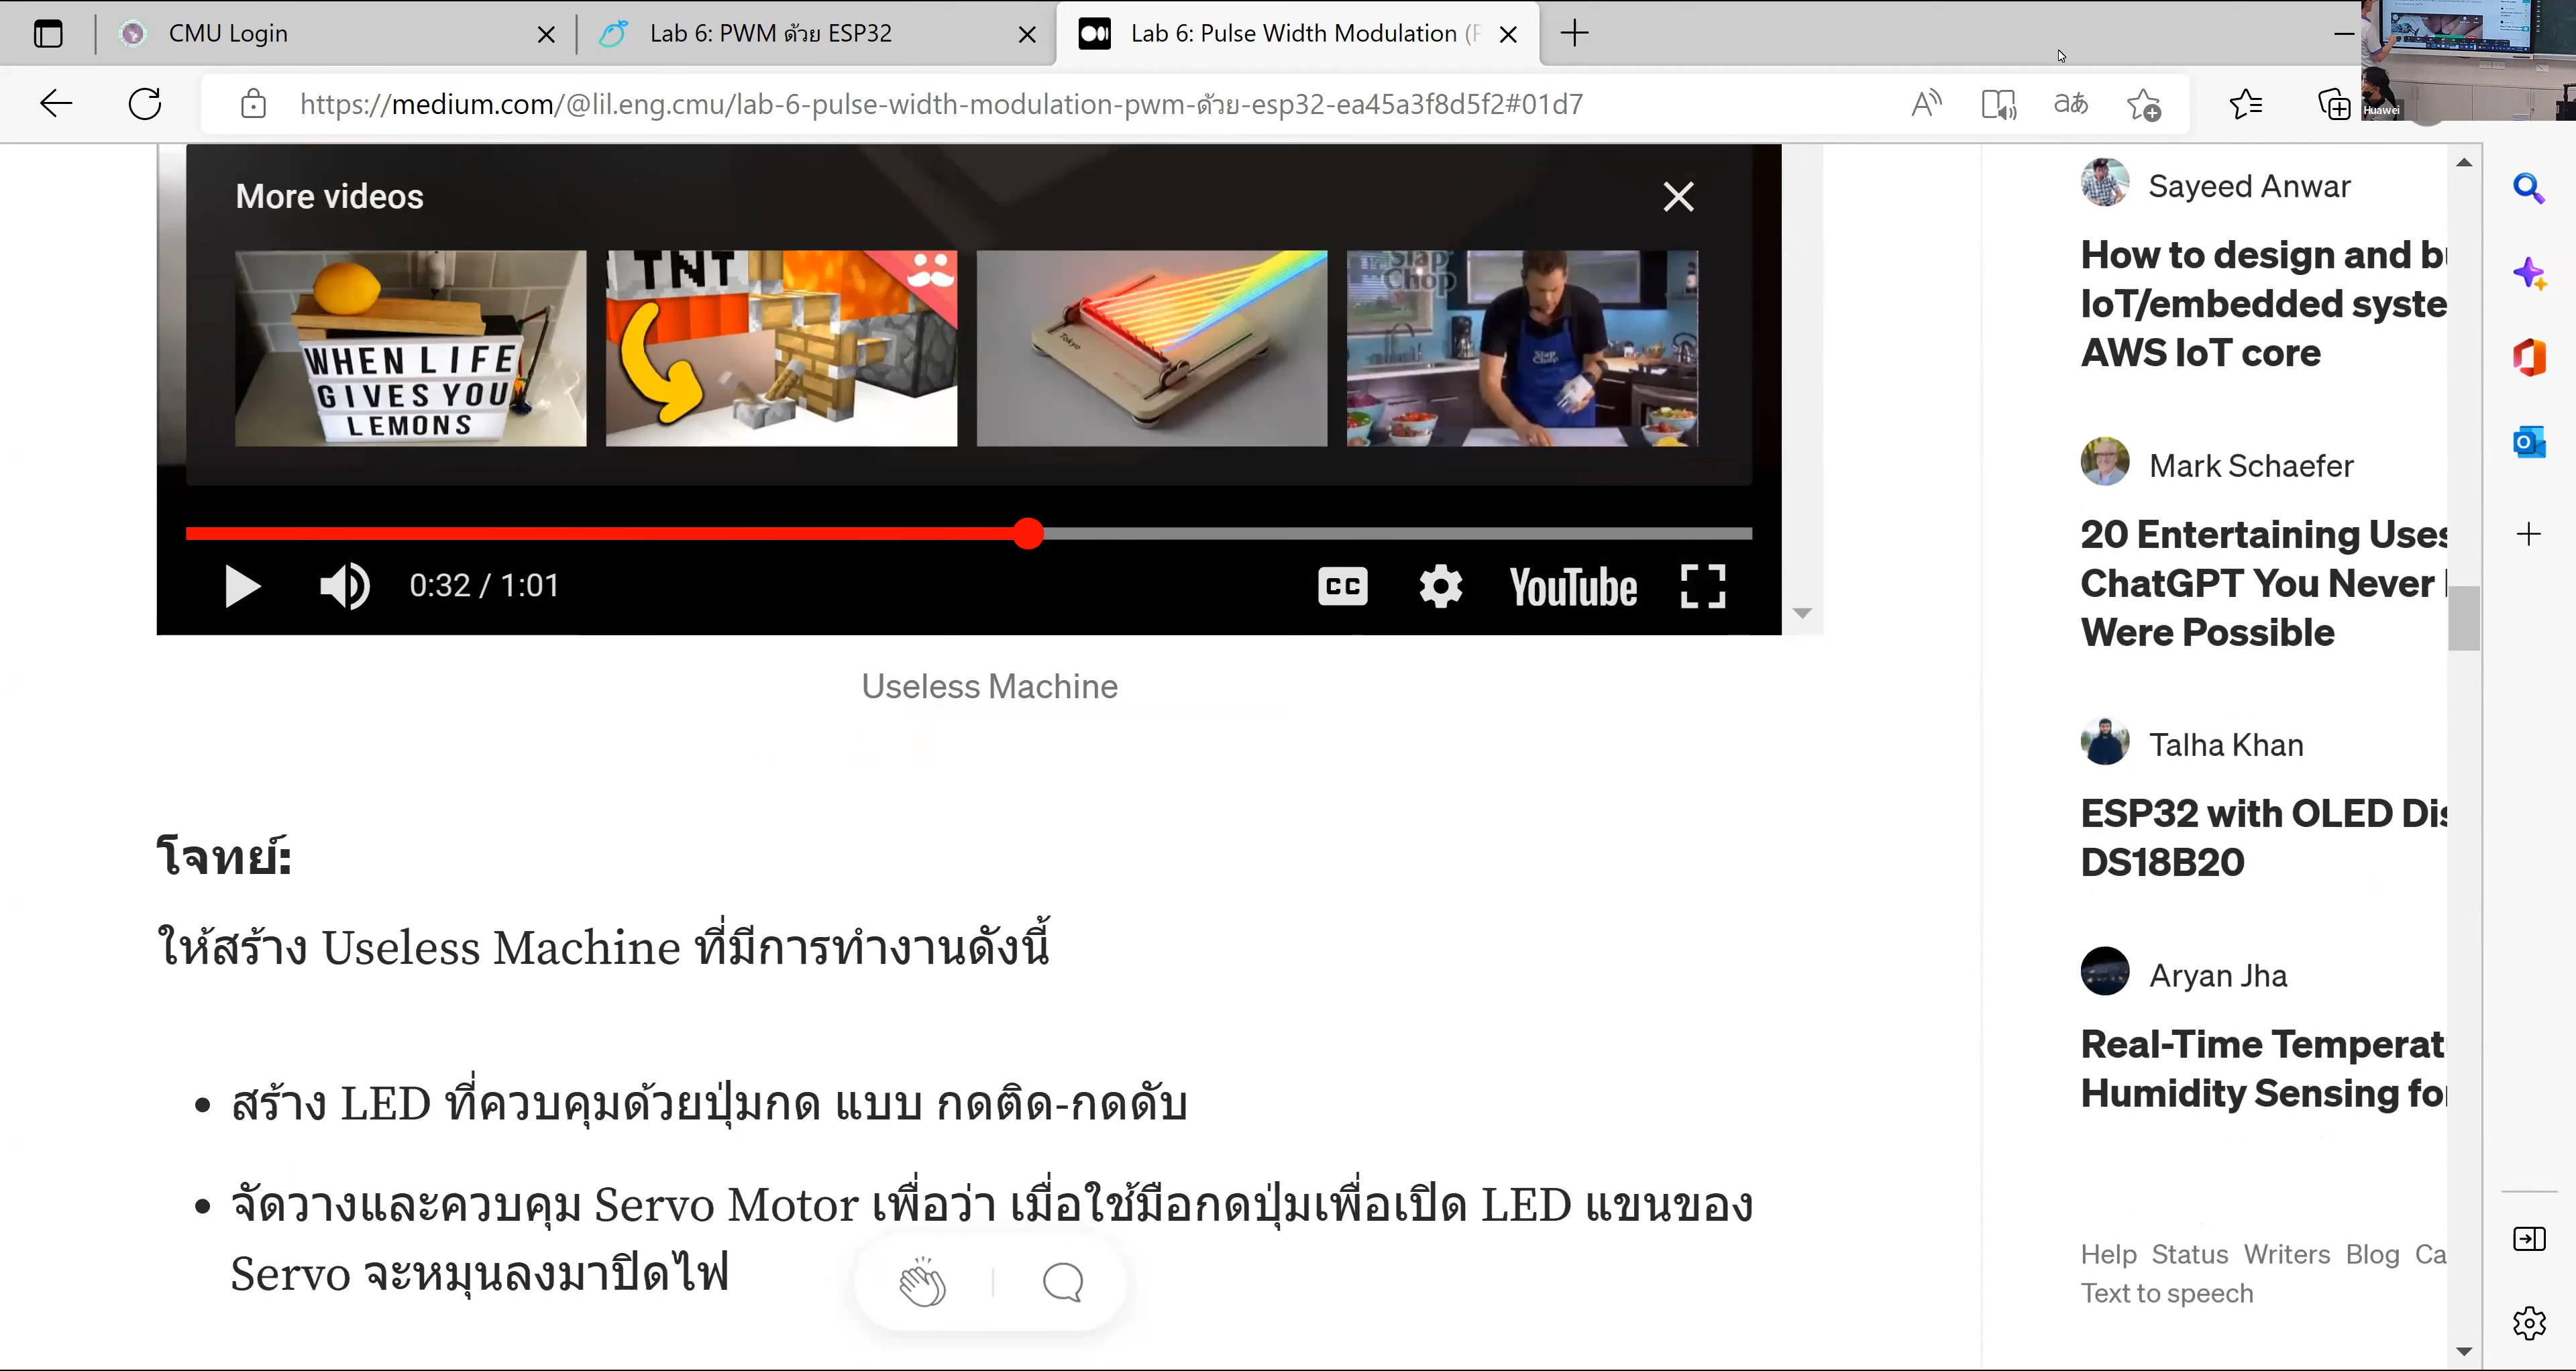 CMU Login
Lab 6: PWM ด้วย ESP32
Lab 6: Pulse Width Modulation (P
https://medium.com/@lil.eng.cmu/lab-6-pulse-width-modulation-pwm-ด้วย-esp32-ea45a3f8d5f2#01d7
Huawei
More videos
WHEN LIFE
GIVES YOU
LEMONS
TNT
Tokyo
Slap
Chop
Slap
Chop
0:32 / 1:01
CC
YouTube
Useless Machine
โจทย์:
ให้สร้าง Useless Machine ที่มีการทำงานดังนี้
• สร้าง LED ที่ควบคุมด้วยปุ่มกด แบบ กดติด-กดดับ
• จัดวางและควบคุม Servo Motor เพื่อว่า เมื่อใช้มือกดปุ่มเพื่อเปิด LED แขนของ
Servo จะหมุนลงมาปิดไฟ
Sayeed Anwar
How to design and bu
IoT/embedded syste
AWS IoT core
Mark Schaefer
20 Entertaining Uses
ChatGPT You Never
Were Possible
Talha Khan
ESP32 with OLED Dis
DS18B20
Aryan Jha
Real-Time Temperat
Humidity Sensing fo
Help Status Writers Blog Ca
Text to speech